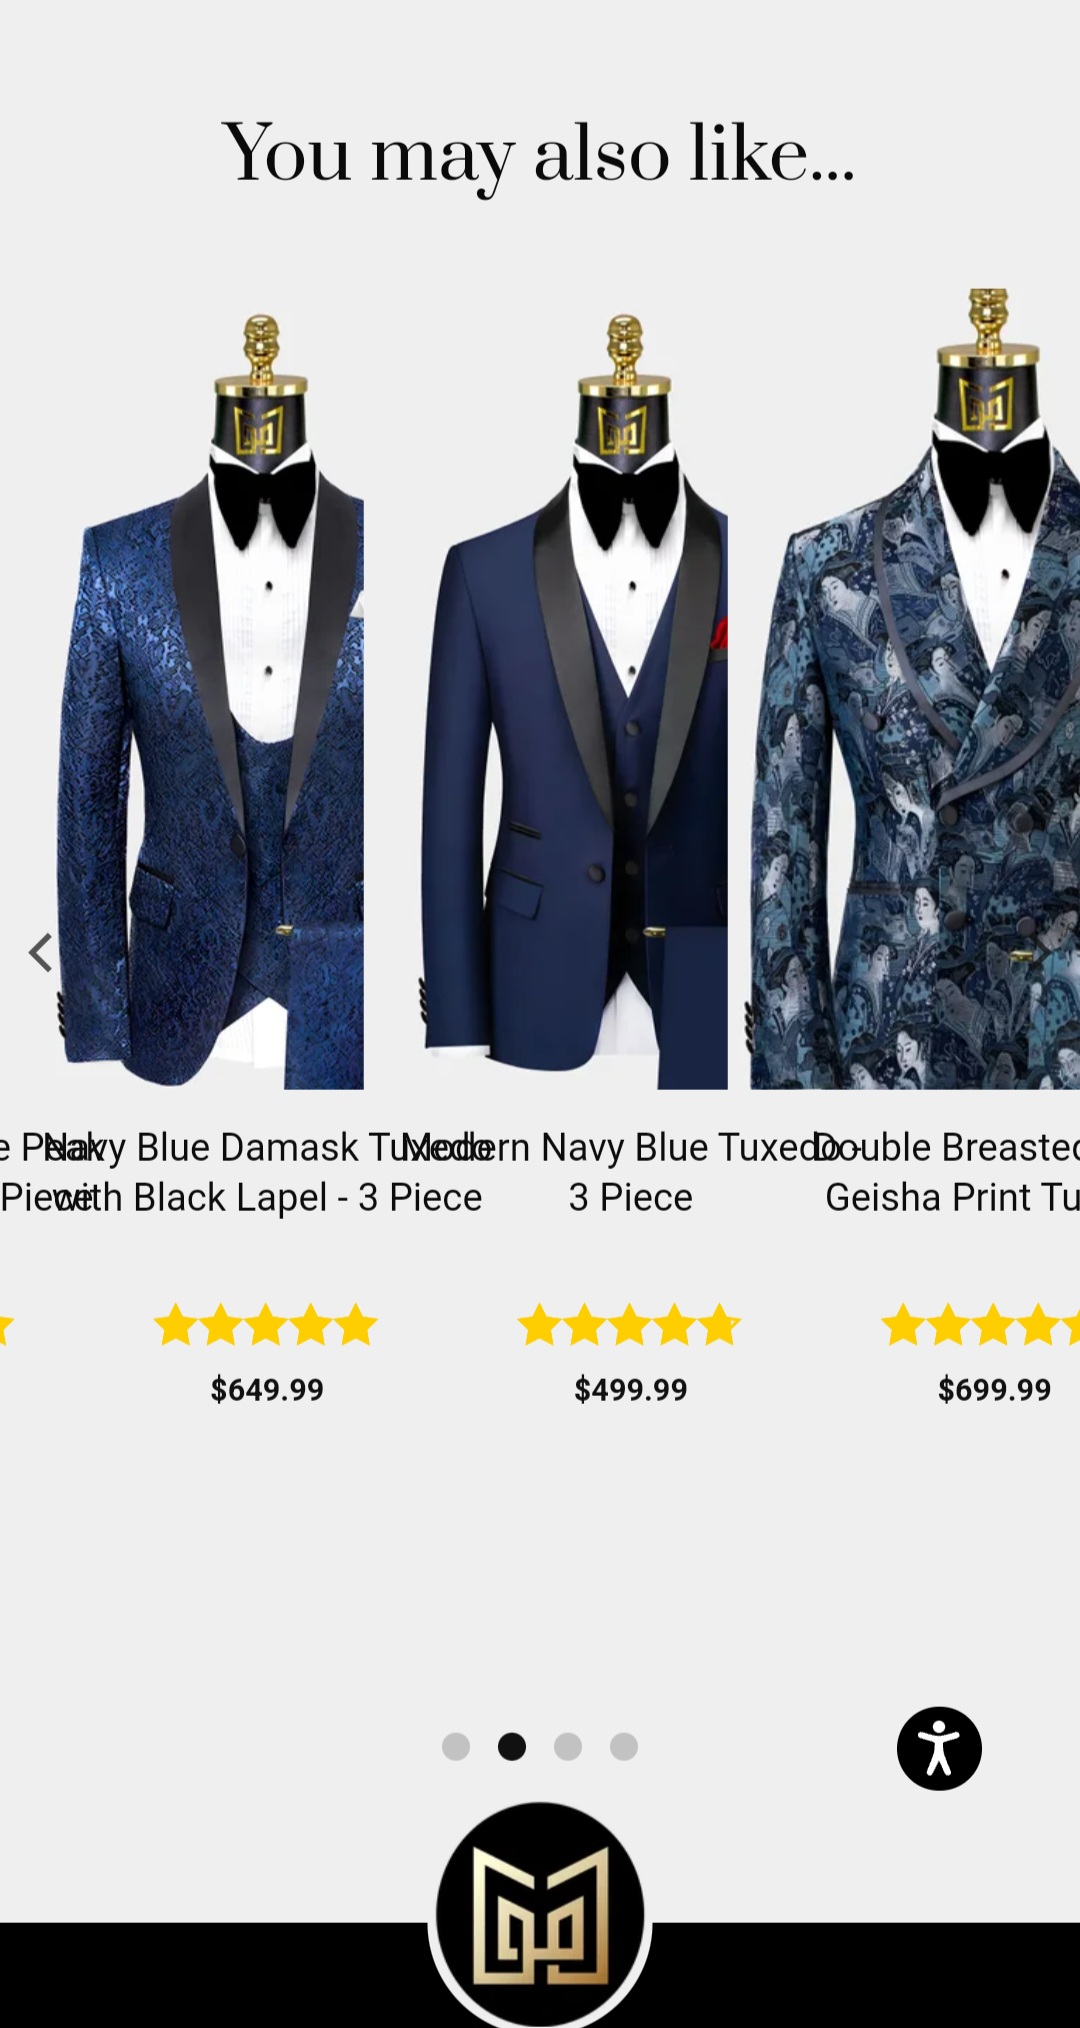 You may also like...
e Peak
Piece
Navy Blue Damask Tuxedo
with Black Lapel - 3 Piece
Modern Navy Blue Tuxedo -
3 Piece
Double Breasted
Geisha Print Tu
$649.99
$499.99
$699.99